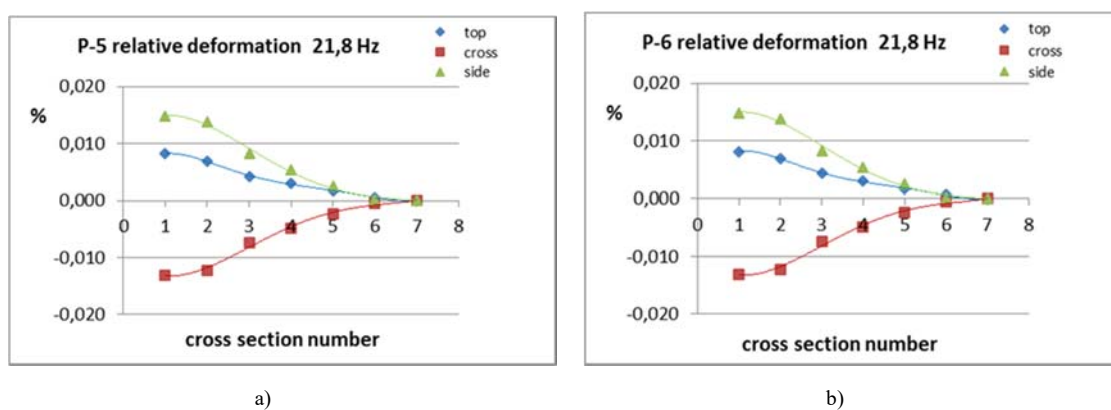 P-5 relative deformation 21,8 Hz
top
cross
side
0,020
%
0,010
0,000
0 1 2 3 4 5 6 7 8
-0,010
-0,020
cross section number
a)
P-6 relative deformation 21,8 Hz
top
cross
side
0,020
%
0,010
0,000
0 1 2 3 4 5 6 7 8
-0,010
-0,020
cross section number
b)